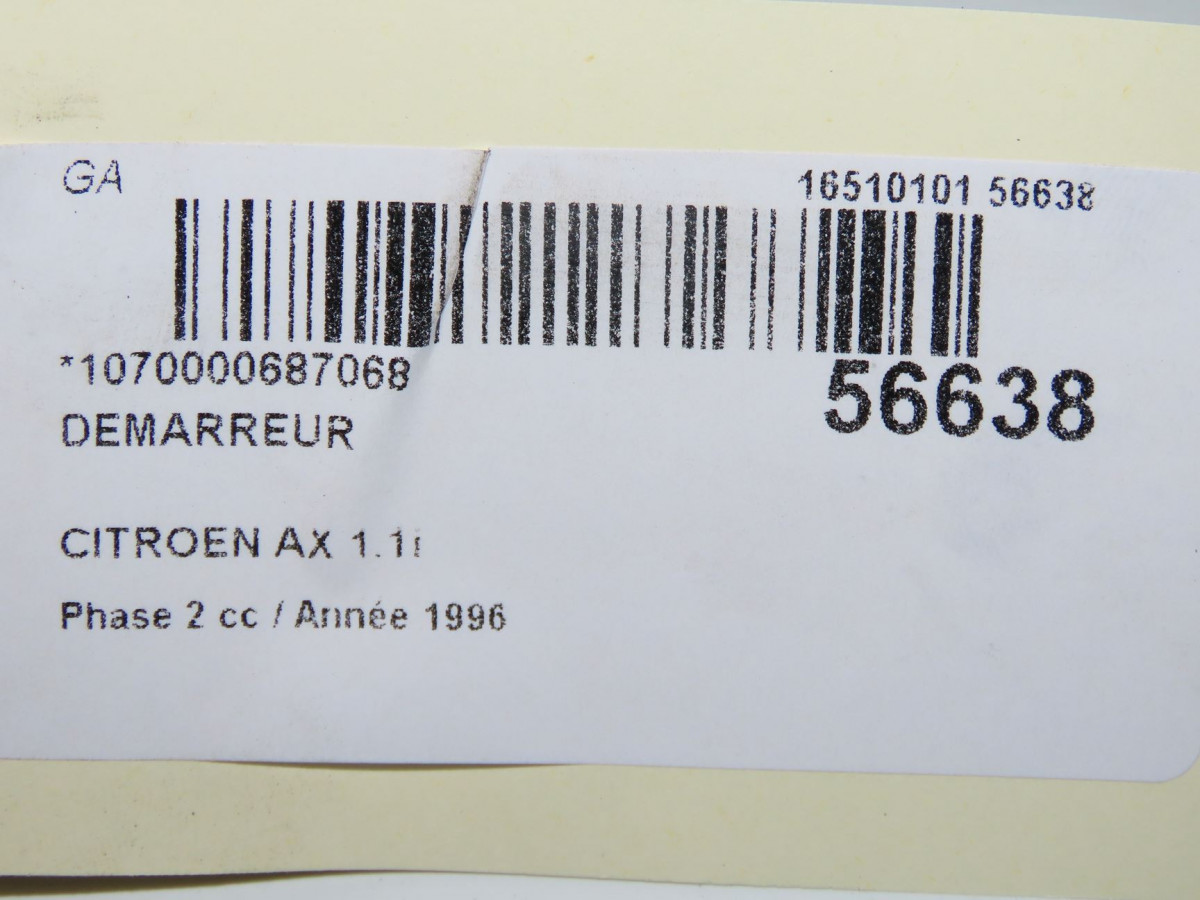 GA
16510101 56638
*1070000687068
56638
DEMARREUR
CITROEN AX 1.1i
Phase 2 cc / Année 1996